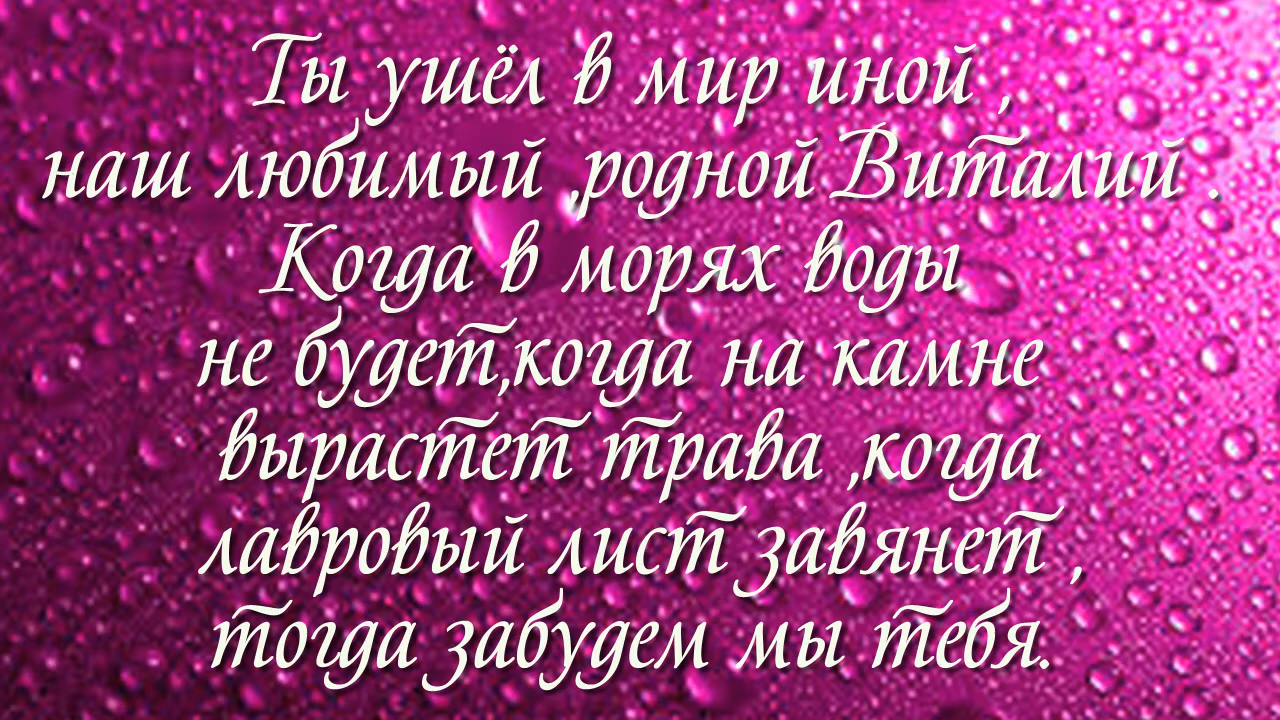 Ты ушёл в мир иной ,
наш любимый ,родной Виталий .
Когда в морях воды
не будет,когда на камне
вырастет трава ,когда
лавровый лист завянет ,
тогда забудем мы тебя.